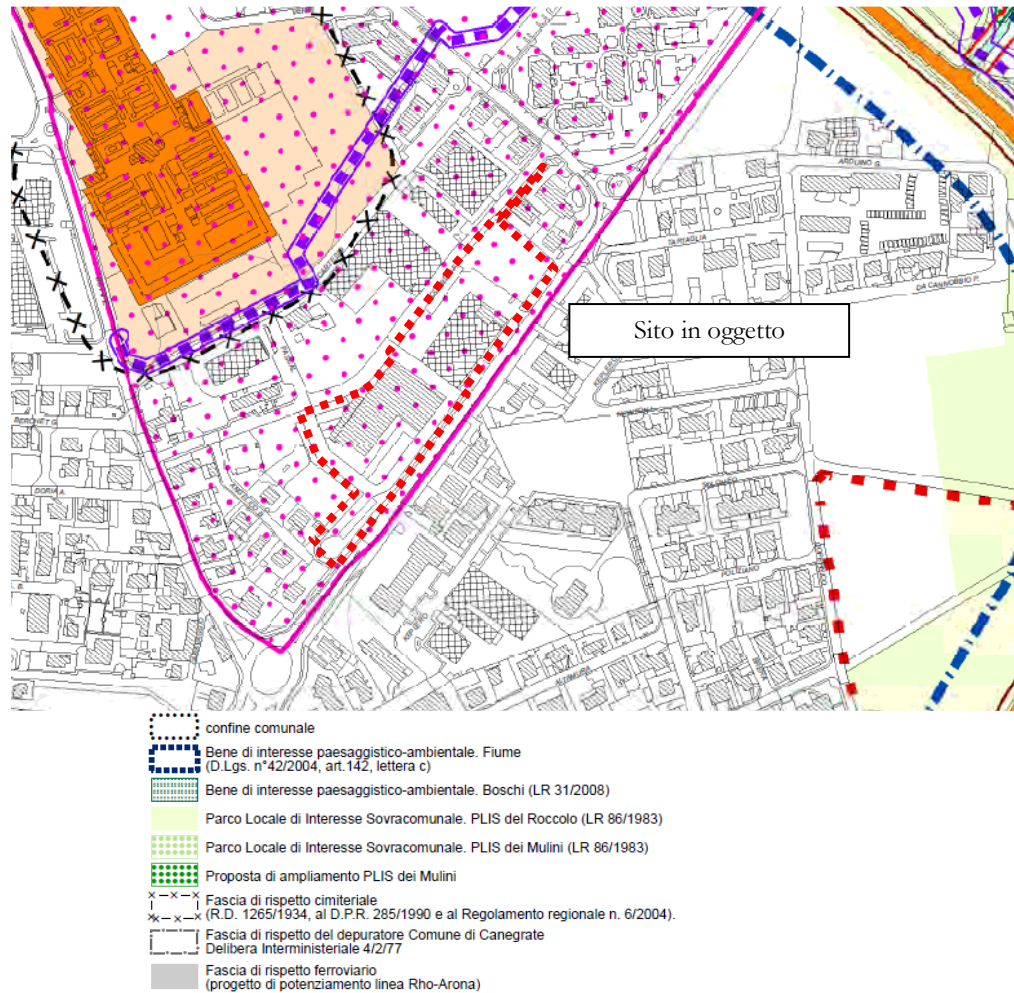 ARDUINO G.
TARTAGLIA
DA CANNOBBIO P.
Sito in oggetto
BERCHET G.
DORIA A.
POLIZIANO
KEPLERO
ALTAMURA
confine comunale
Bene di interesse paesaggistico-ambientale. Fiume
(D.Lgs. n°42/2004, art.142, lettera c)
Bene di interesse paesaggistico-ambientale. Boschi (LR 31/2008)
Parco Locale di Interesse Sovracomunale. PLIS del Roccolo (LR 86/1983)
Parco Locale di Interesse Sovracomunale. PLIS dei Mulini (LR 86/1983)
Proposta di ampliamento PLIS dei Mulini
Fascia di rispetto cimiteriale
(R.D. 1265/1934, al D.P.R. 285/1990 e al Regolamento regionale n. 6/2004).
Fascia di rispetto del depuratore Comune di Canegrate
Delibera Interministeriale 4/2/77
Fascia di rispetto ferroviario
(progetto di potenziamento linea Rho-Arona)